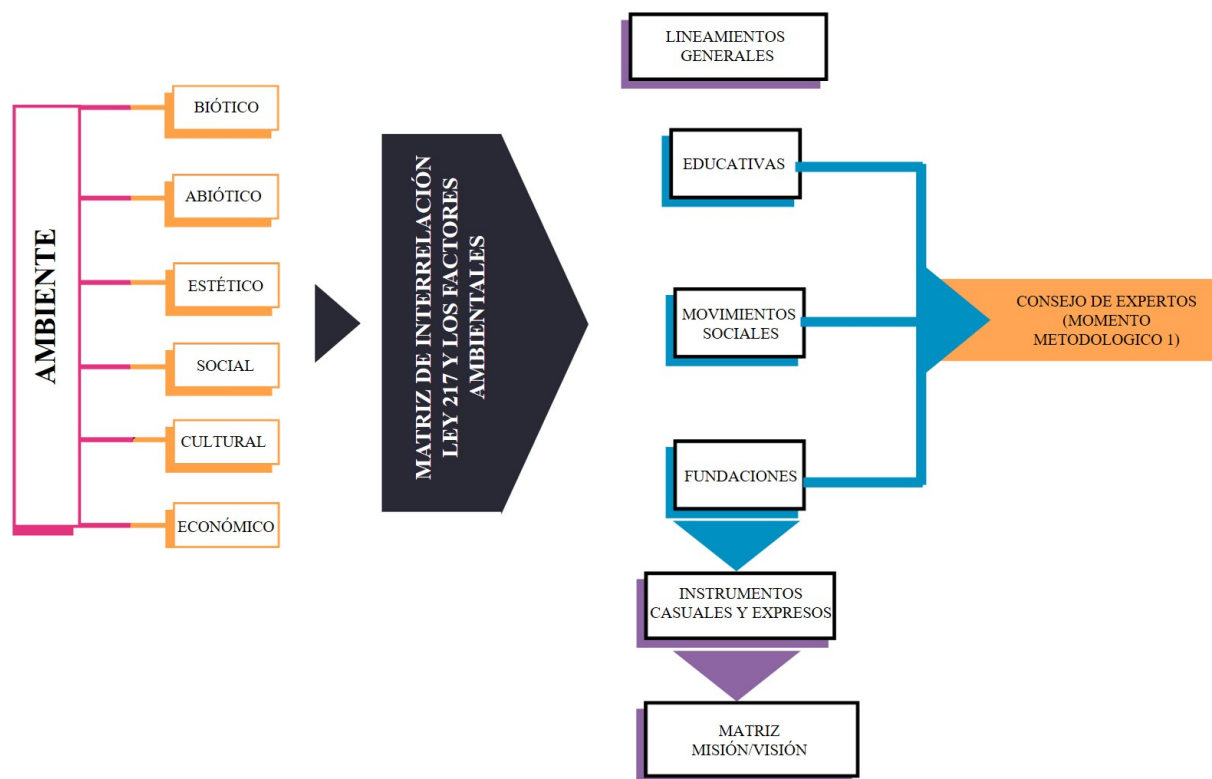 AMBIENTE
BIÓTICO
ABIÓTICO
ESTÉTICO
SOCIAL
CULTURAL
ECONÓMICO
MATRIZ DE INTERRELACIÓN
LEY 217 Y LOS FACTORES
AMBIENTALES
LINEAMIENTOS
GENERALES
EDUCATIVAS
MOVIMIENTOS
SOCIALES
FUNDACIONES
CONSEJO DE EXPERTOS
(MOMENTO
METODOLOGICO 1)
INSTRUMENTOS
CASUALES Y EXPRESOS
MATRIZ
MISIÓN/VISIÓN